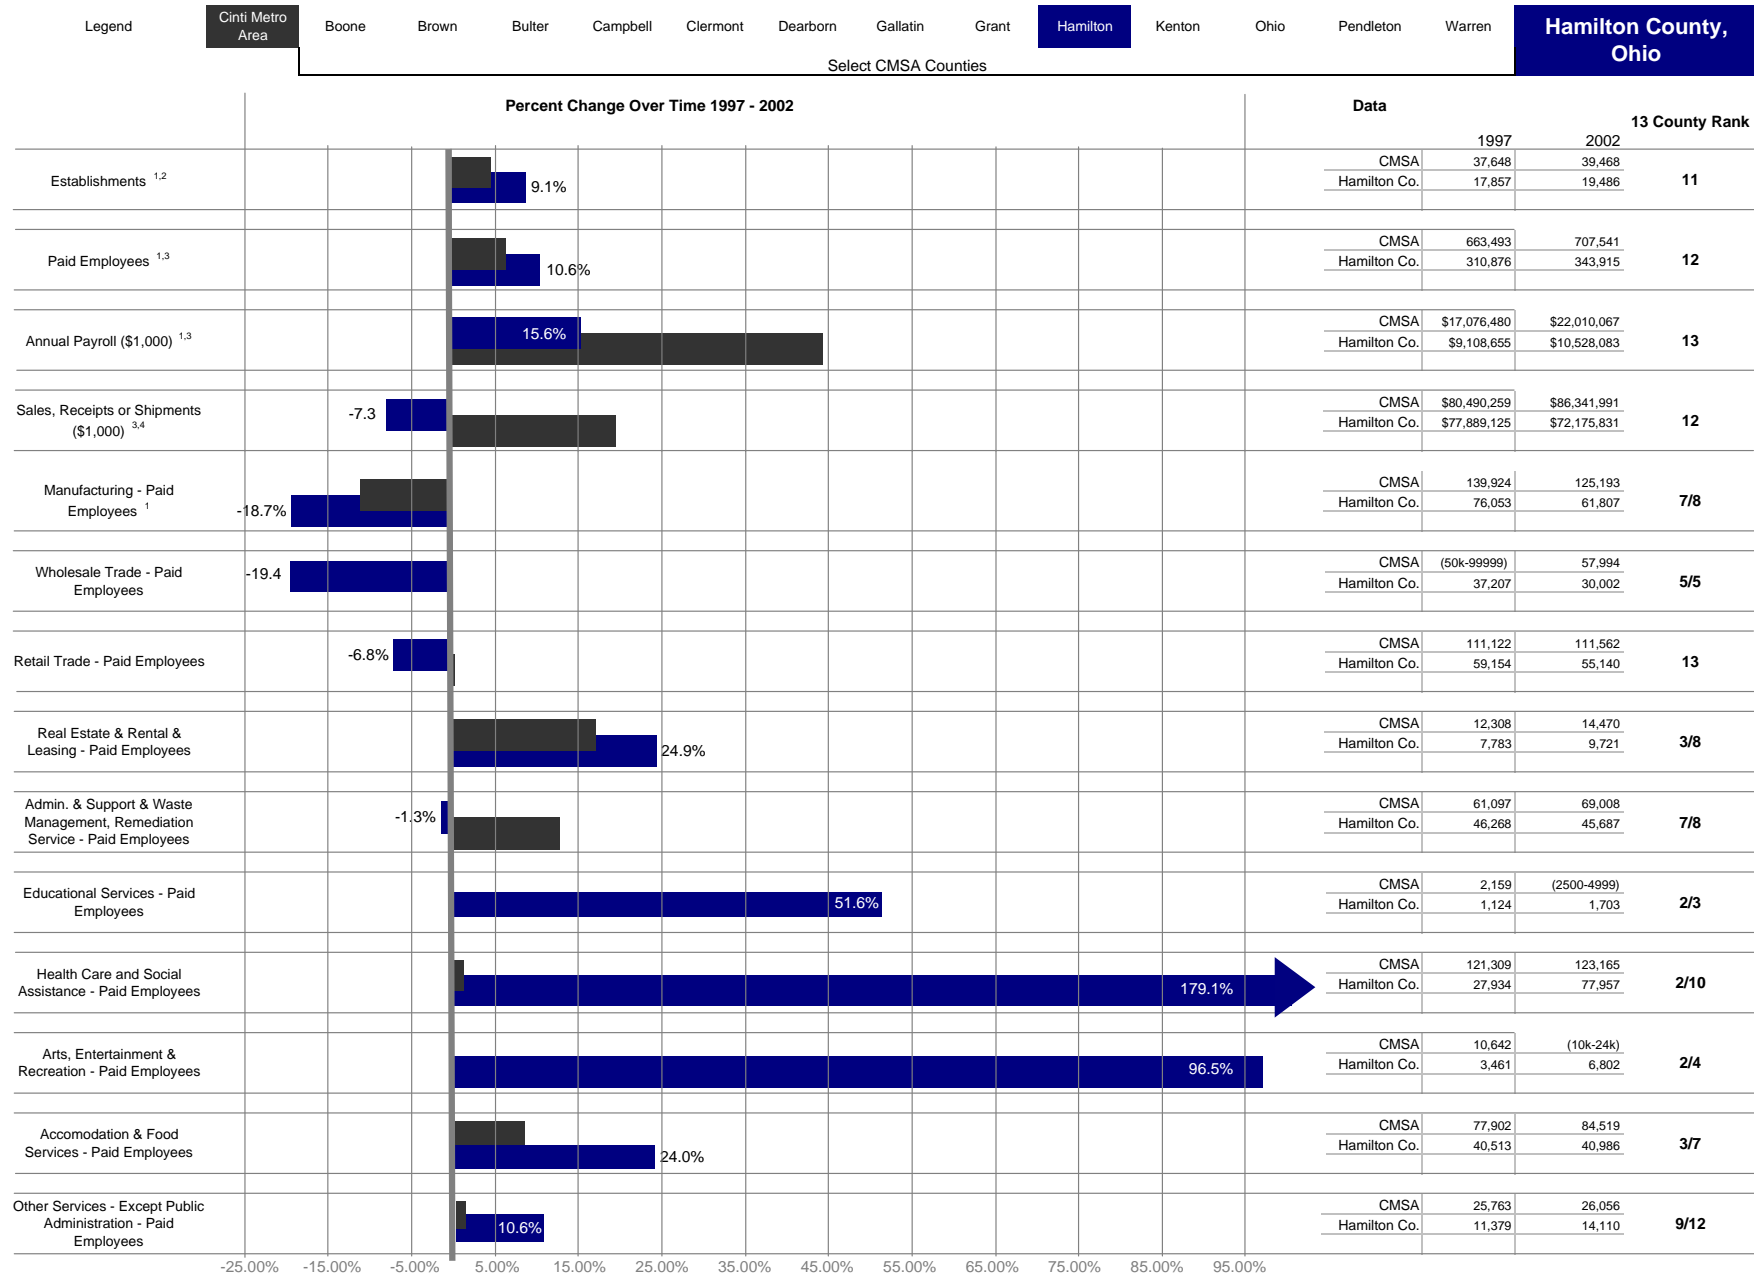 Legend
Cinti Metro
Area
Boone
Brown
Bulter
Campbell
Clermont
Dearborn
Gallatin
Grant
Hamilton
Kenton
Ohio
Pendleton
Warren
Hamilton County,
Ohio
Select CMSA Counties
Percent Change Over Time 1997 - 2002
Data
13 County Rank
1997 2002
Establishments 1,2
9.1%
CMSA 37,648 39,468
Hamilton Co. 17,857 19,486
11
Paid Employees 1,3
10.6%
CMSA 663,493 707,541
Hamilton Co. 310,876 343,915
12
Annual Payroll ($1,000) 1,3
15.6%
CMSA $17,076,480 $22,010,067
Hamilton Co. $9,108,655 $10,528,083
13
Sales, Receipts or Shipments
($1,000) 3,4
-7.3
CMSA $80,490,259 $86,341,991
Hamilton Co. $77,889,125 $72,175,831
12
Manufacturing - Paid
Employees 1
-18.7%
CMSA 139,924 125,193
Hamilton Co. 76,053 61,807
7/8
Wholesale Trade - Paid
Employees
-19.4
CMSA (50k-99999) 57,994
Hamilton Co. 37,207 30,002
5/5
Retail Trade - Paid Employees
-6.8%
CMSA 111,122 111,562
Hamilton Co. 59,154 55,140
13
Real Estate & Rental &
Leasing - Paid Employees
24.9%
CMSA 12,308 14,470
Hamilton Co. 7,783 9,721
3/8
Admin. & Support & Waste
Management, Remediation
Service - Paid Employees
-1.3%
CMSA 61,097 69,008
Hamilton Co. 46,268 45,687
7/8
Educational Services - Paid
Employees
51.6%
CMSA 2,159 (2500-4999)
Hamilton Co. 1,124 1,703
2/3
Health Care and Social
Assistance - Paid Employees
179.1%
CMSA 121,309 123,165
Hamilton Co. 27,934 77,957
2/10
Arts, Entertainment &
Recreation - Paid Employees
96.5%
CMSA 10,642 (10k-24k)
Hamilton Co. 3,461 6,802
2/4
Accomodation & Food
Services - Paid Employees
24.0%
CMSA 77,902 84,519
Hamilton Co. 40,513 40,986
3/7
Other Services - Except Public
Administration - Paid
Employees
10.6%
CMSA 25,763 26,056
Hamilton Co. 11,379 14,110
9/12
-25.00% -15.00% -5.00% 5.00% 15.00% 25.00% 35.00% 45.00% 55.00% 65.00% 75.00% 85.00% 95.00%